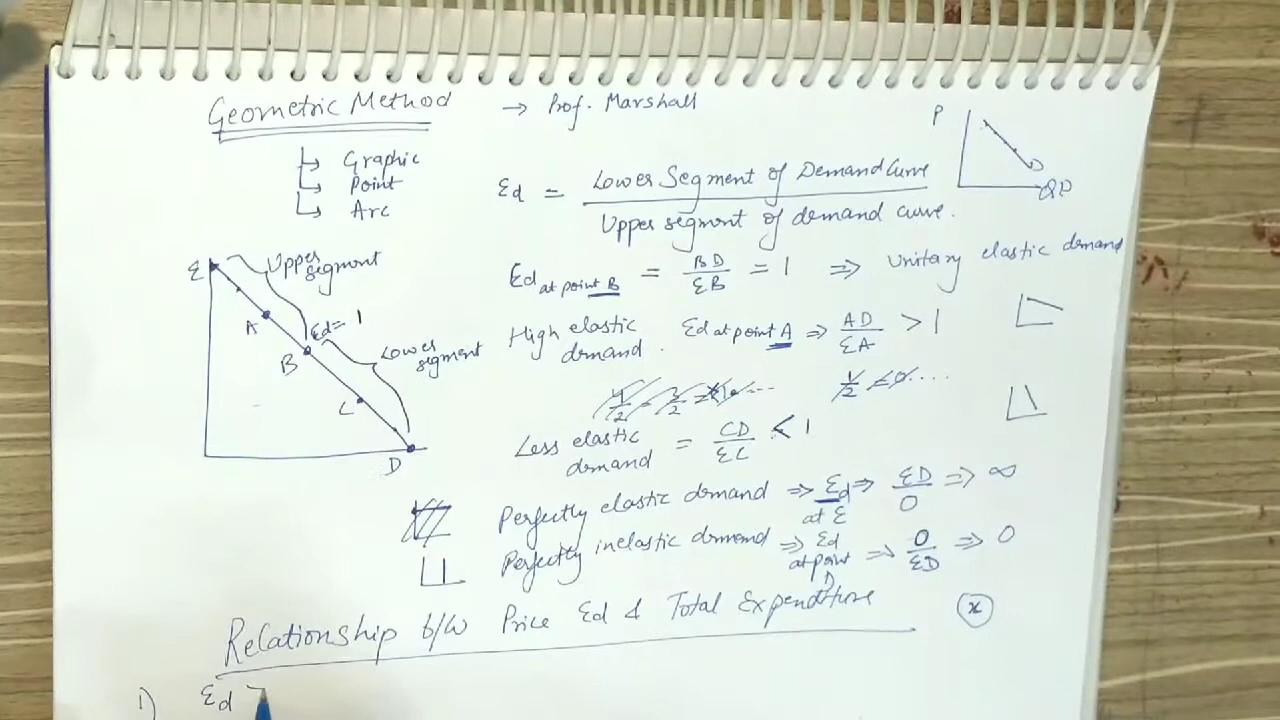 Geometric Method → Prof. Marshall
↳ Graphic
↳ Point
↳ Arc
Ed = Lower Segment of Demand Curve / Upper segment of demand curve.
P
D
QD
E
Upper segment
A
Ed = 1
B
Lower segment
C
D
Ed at point B = BD / EB = 1 ⇒ Unitary elastic demand
High elastic demand. Ed at point A ⇒ AD / EA > 1
Less elastic demand = CD / EC < 1
Perfectly elastic demand ⇒ Ed at E ⇒ ED / 0 ⇒ ∞
Perfectly inelastic dmend ⇒ Ed at point D ⇒ 0 / ED ⇒ 0
Relationship b/w Price Ed & Total Expenditure (x)
1) Ed